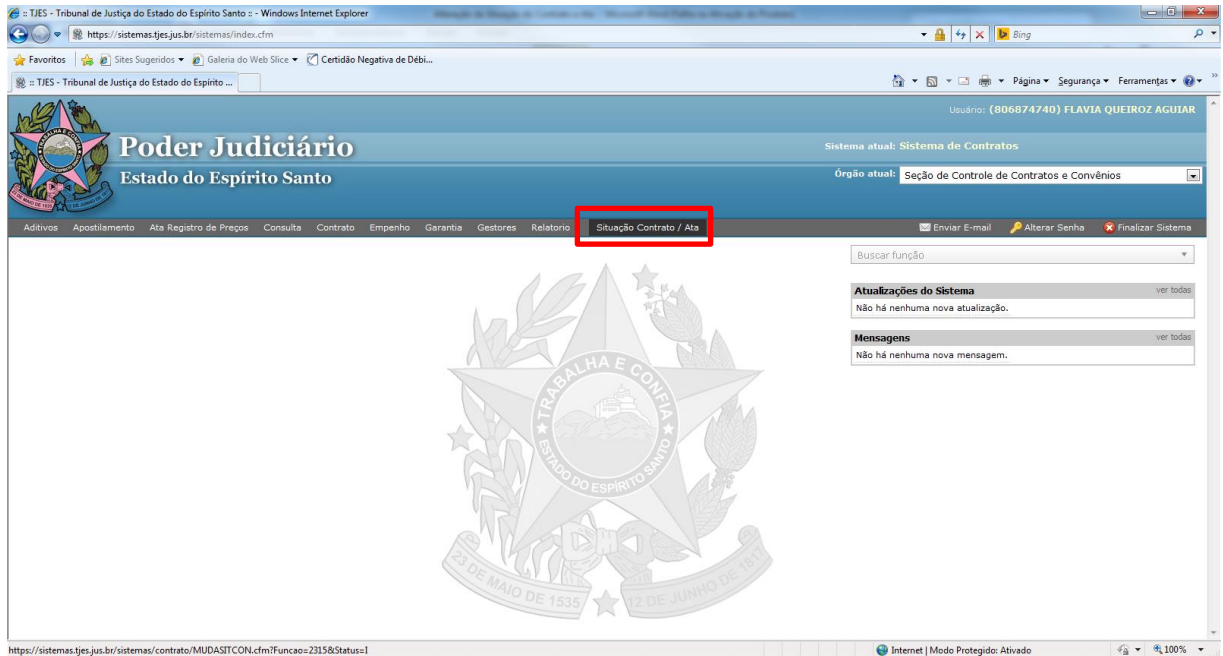 :: TJES - Tribunal de Justiça do Estado do Espírito Santo :: - Windows Internet Explorer
https://sistemas.tjes.jus.br/sistemas/index.cfm
Bing
Favoritos Sites Sugeridos Galeria do Web Slice Certidão Negativa de Débi...
:: TJES - Tribunal de Justiça do Estado do Espírito ...
Página Segurança Ferramentas
Usuário: (806874740) FLAVIA QUEIROZ AGUIAR
Poder Judiciário
Sistema atual: Sistema de Contratos
Estado do Espírito Santo
Órgão atual: Seção de Controle de Contratos e Convênios
Aditivos Apostilamento Ata Registro de Preços Consulta Contrato Empenho Garantia Gestores Relatorio Situação Contrato / Ata Enviar E-mail Alterar Senha Finalizar Sistema
Buscar função
Atualizações do Sistema ver todas
Não há nenhuma nova atualização.
Mensagens ver todas
Não há nenhuma nova mensagem.
TRABALHA E CONFIA
ESTADO DO ESPÍRITO SANTO
23 DE MAIO DE 1535
12 DE JUNHO DE 1817
https://sistemas.tjes.jus.br/sistemas/contrato/MUDASITCON.cfm?Funcao=2315&Status=I
Internet | Modo Protegido: Ativado
100%